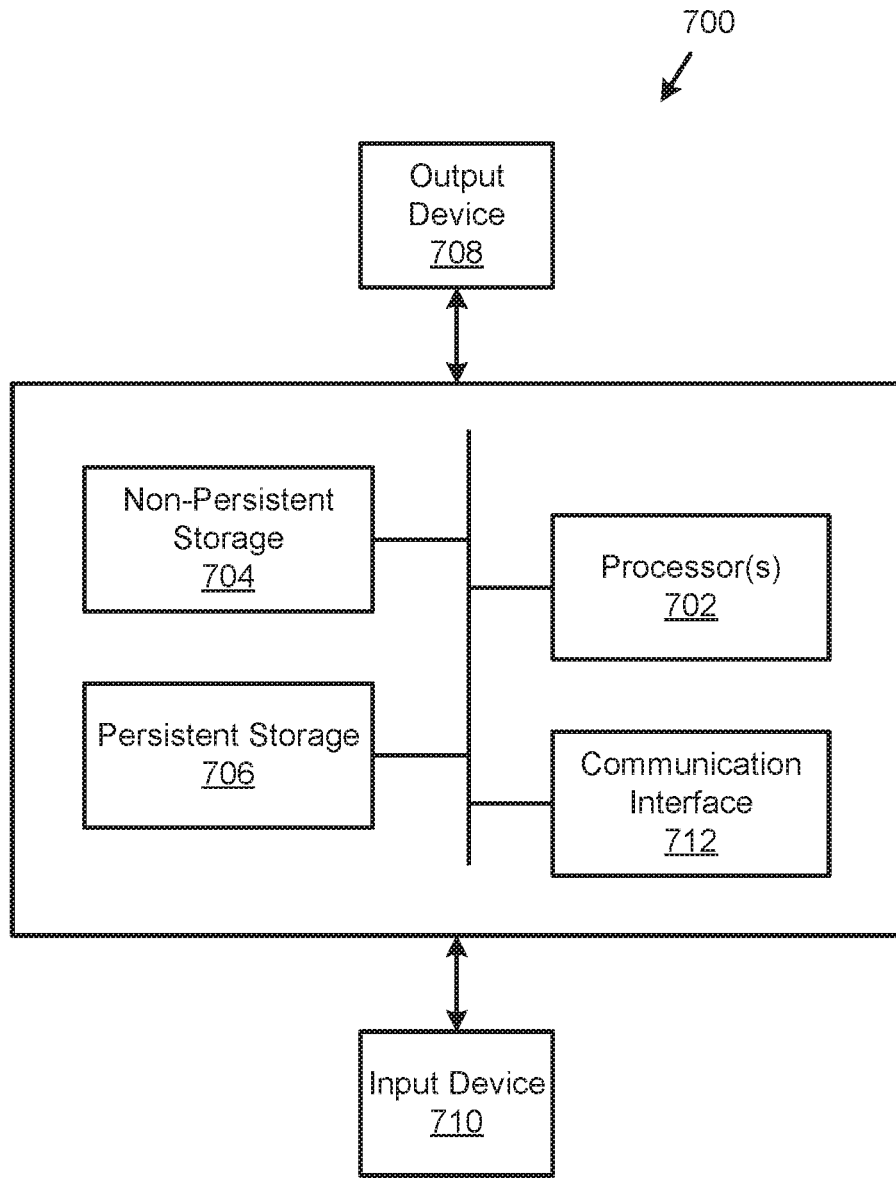 700
Output
Device
708
Non-Persistent
Storage
704
Processor(s)
702
Persistent Storage
706
Communication
Interface
712
Input Device
710